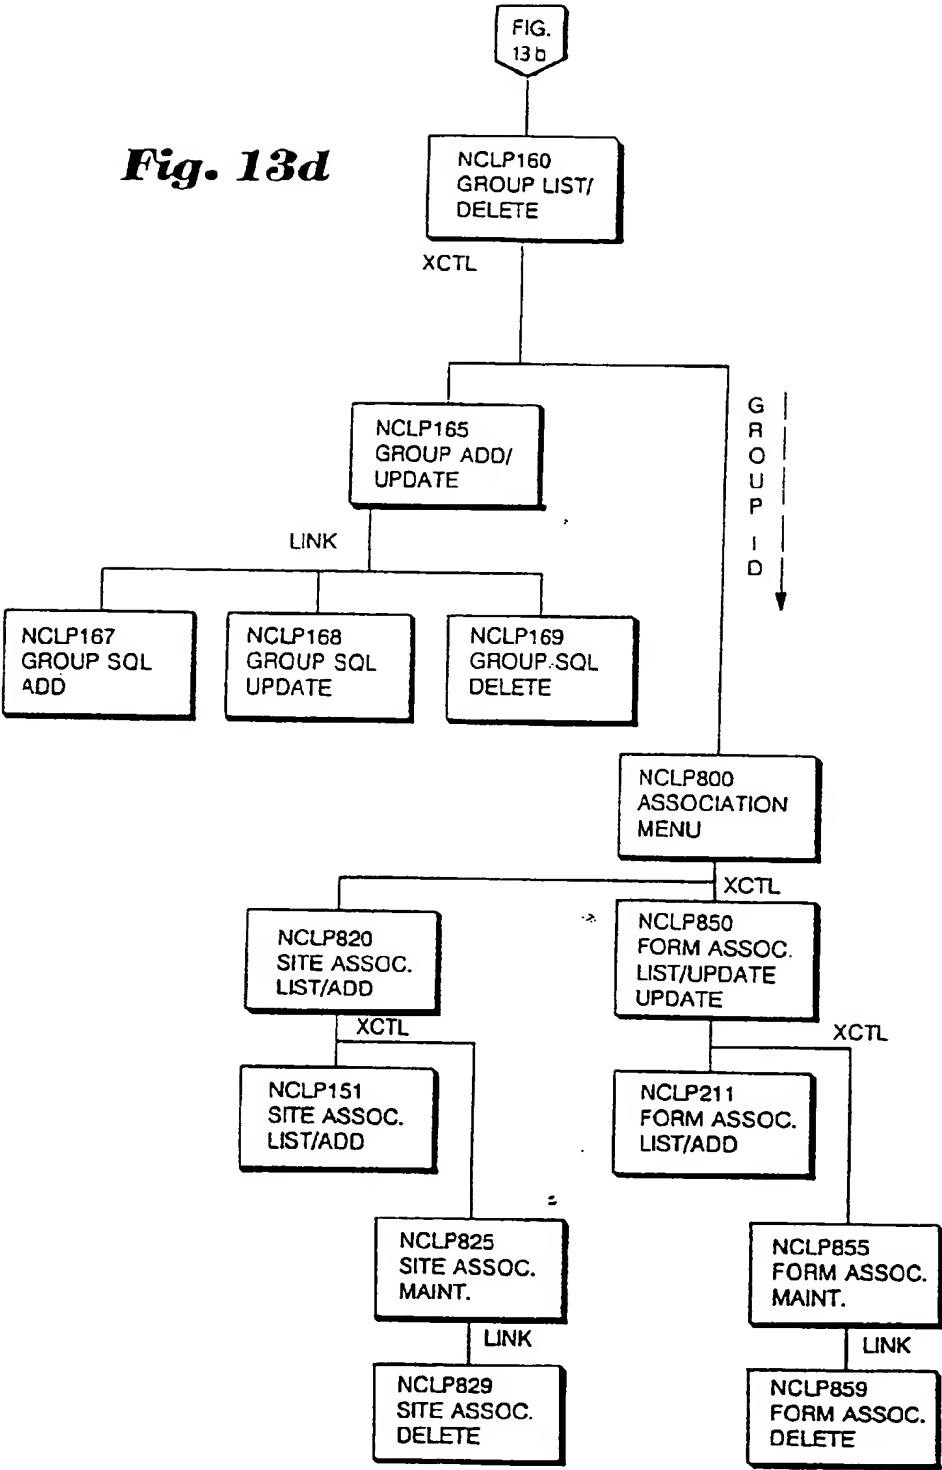 FIG.
13b
Fig. 13d
NCLP160
GROUP LIST/
DELETE
XCTL
NCLP165
GROUP ADD/
UPDATE
GROUP ID
LINK
NCLP167
GROUP SQL
ADD
NCLP168
GROUP SQL
UPDATE
NCLP169
GROUP SQL
DELETE
NCLP800
ASSOCIATION
MENU
XCTL
NCLP820
SITE ASSOC.
LIST/ADD
NCLP850
FORM ASSOC.
LIST/UPDATE
UPDATE
XCTL
XCTL
NCLP151
SITE ASSOC.
LIST/ADD
NCLP211
FORM ASSOC.
LIST/ADD
NCLP825
SITE ASSOC.
MAINT.
NCLP855
FORM ASSOC.
MAINT.
LINK
LINK
NCLP829
SITE ASSOC.
DELETE
NCLP859
FORM ASSOC.
DELETE